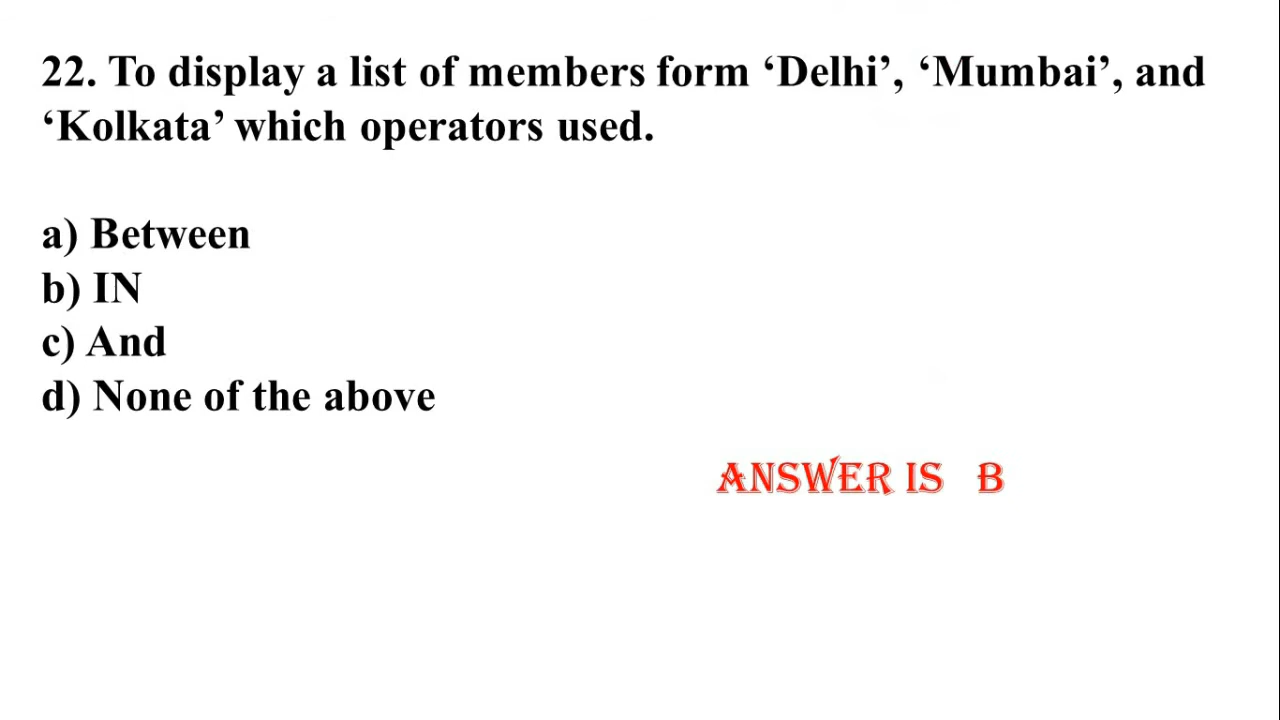 22. To display a list of members form ‘Delhi’, ‘Mumbai’, and
‘Kolkata’ which operators used.
a) Between
b) IN
c) And
d) None of the above
ANSWER IS B